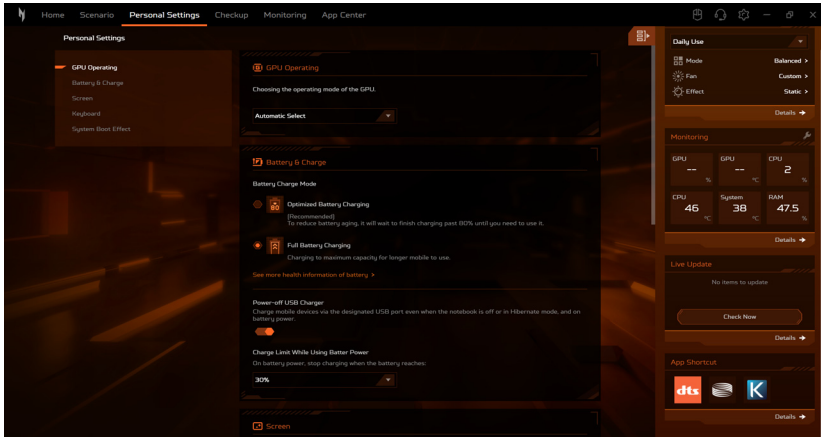 Home Scenario Personal Settings Checkup Monitoring App Center
Personal Settings
GPU Operating
Battery & Charge
Screen
Keyboard
System Boot Effect
GPU Operating
Choosing the operating mode of the GPU.
Automatic Select
Battery & Charge
Battery Charge Mode
Optimized Battery Charging
(Recommended)
To reduce battery aging, it will wait to finish charging past 80% until you need to use it.
Full Battery Charging
Charging to maximum capacity for longer mobile to use.
See more health information of battery >
Power-off USB Charger
Charge mobile devices via the designated USB port even when the notebook is off or in Hibernate mode, and on
battery power.
Charge Limit While Using Batter Power
On battery power, stop charging when the battery reaches:
30%
Screen
Daily Use
Mode Balanced >
Fan Custom >
Effect Static >
Details →
Monitoring
GPU GPU CPU
-- -- 2
% °C %
CPU System RAM
46 38 47.5
°C °C %
Details →
Live Update
No items to update
Check Now
Details →
App Shortcut
dts K
Details →